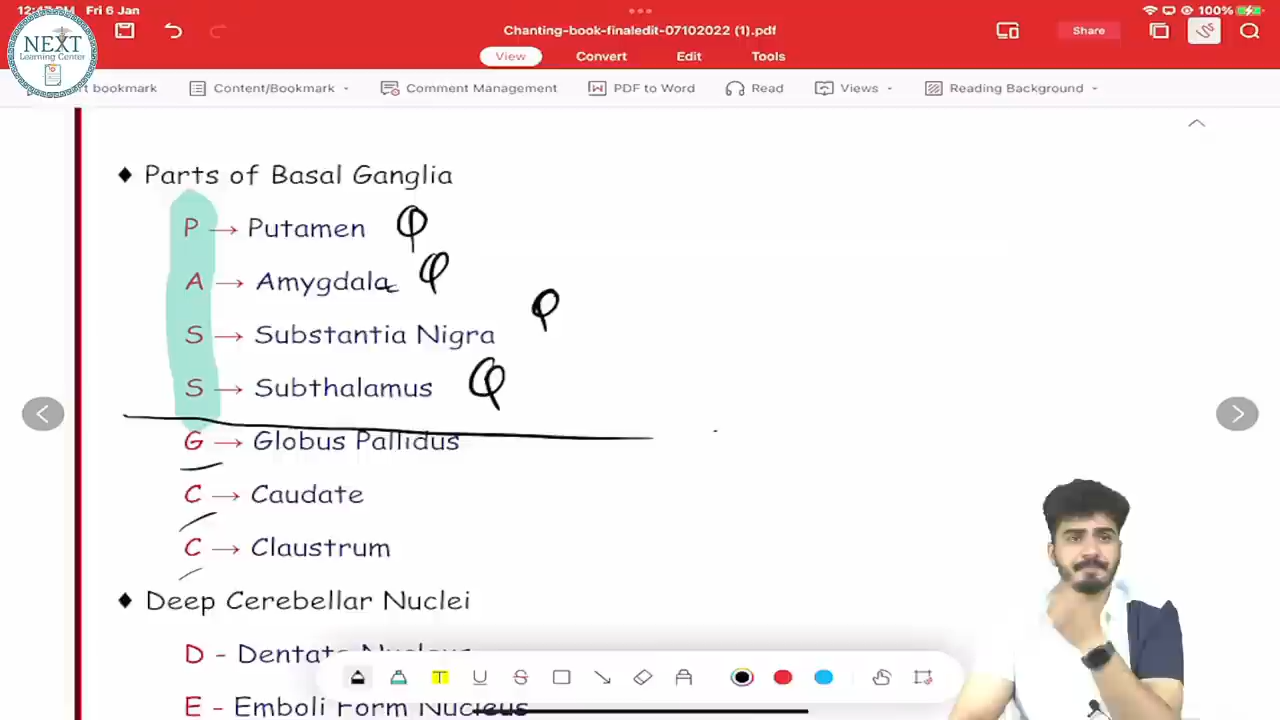 12:47 PM Fri 6 Jan
100%
NEXT
Learning Center
Chanting-book-finaledit-07102022 (1).pdf
Share
View Convert Edit Tools
bookmark Content/Bookmark Comment Management PDF to Word Read Views Reading Background
♦ Parts of Basal Ganglia
P → Putamen φ
A → Amygdala φ
S → Substantia Nigra φ
S → Subthalamus φ
G → Globus Pallidus
C → Caudate
C → Claustrum
♦ Deep Cerebellar Nuclei
D - Dentate Nucleus
E - Emboli Form Nucleus